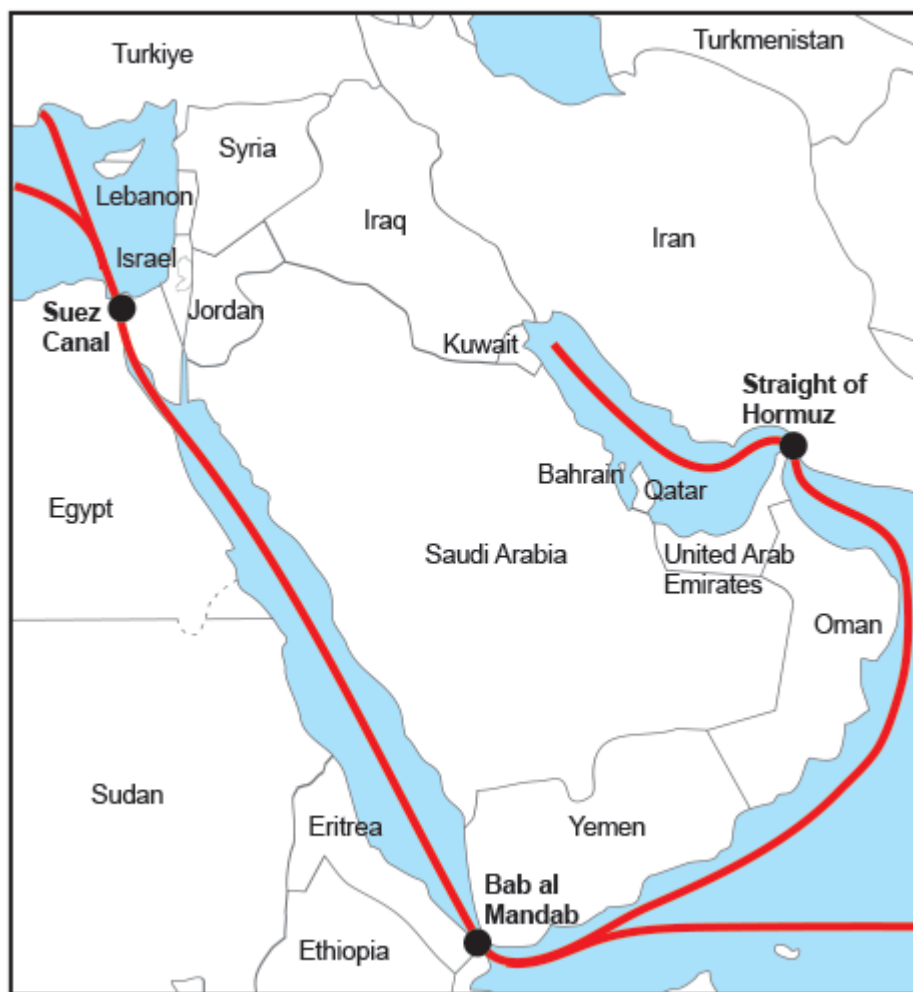 Turkiye
Turkmenistan
Syria
Lebanon
Iraq
Iran
Israel
Suez
Canal
Jordan
Kuwait
Straight of
Hormuz
Bahrain
Qatar
Egypt
Saudi Arabia
United Arab
Emirates
Oman
Sudan
Eritrea
Yemen
Bab al
Mandab
Ethiopia